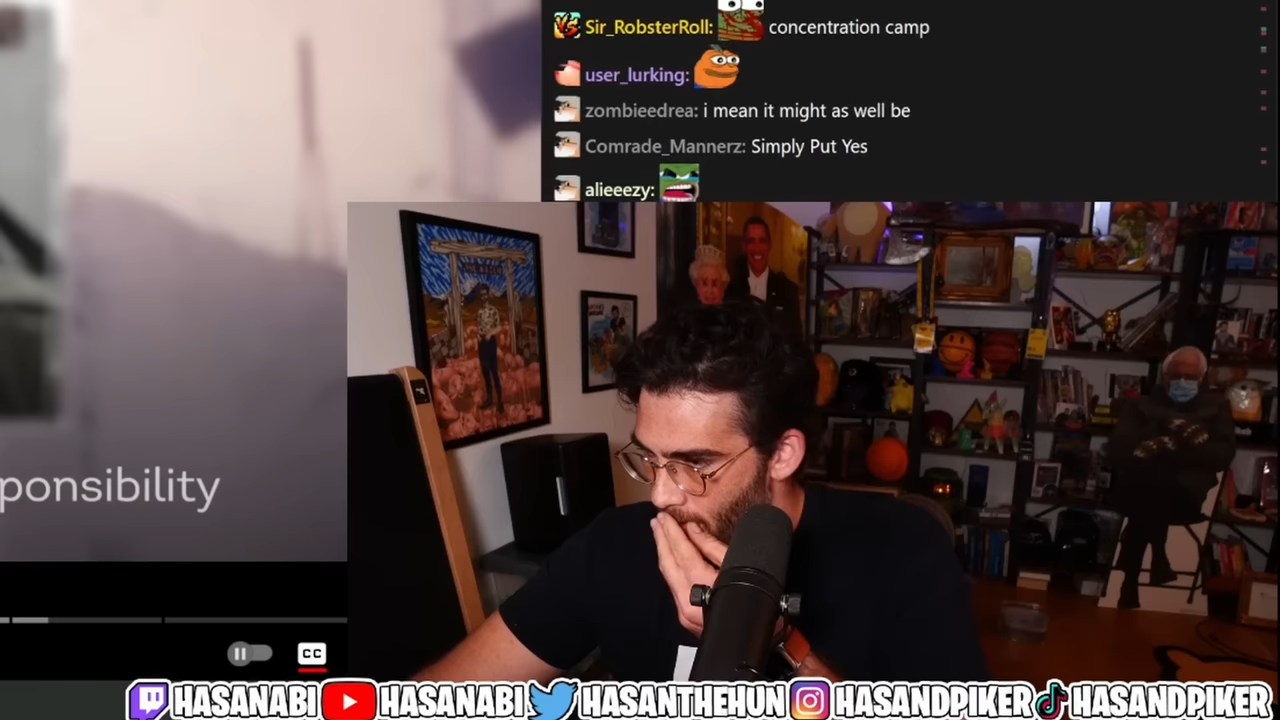 Sir_RobsterRoll: concentration camp
user_lurking:
zombieedrea: i mean it might as well be
Comrade_Mannerz: Simply Put Yes
alieeezy:
ponsibility
CC
HASANABI HASANABI HASANTHEHUN HASANDPIKER HASANDPIKER